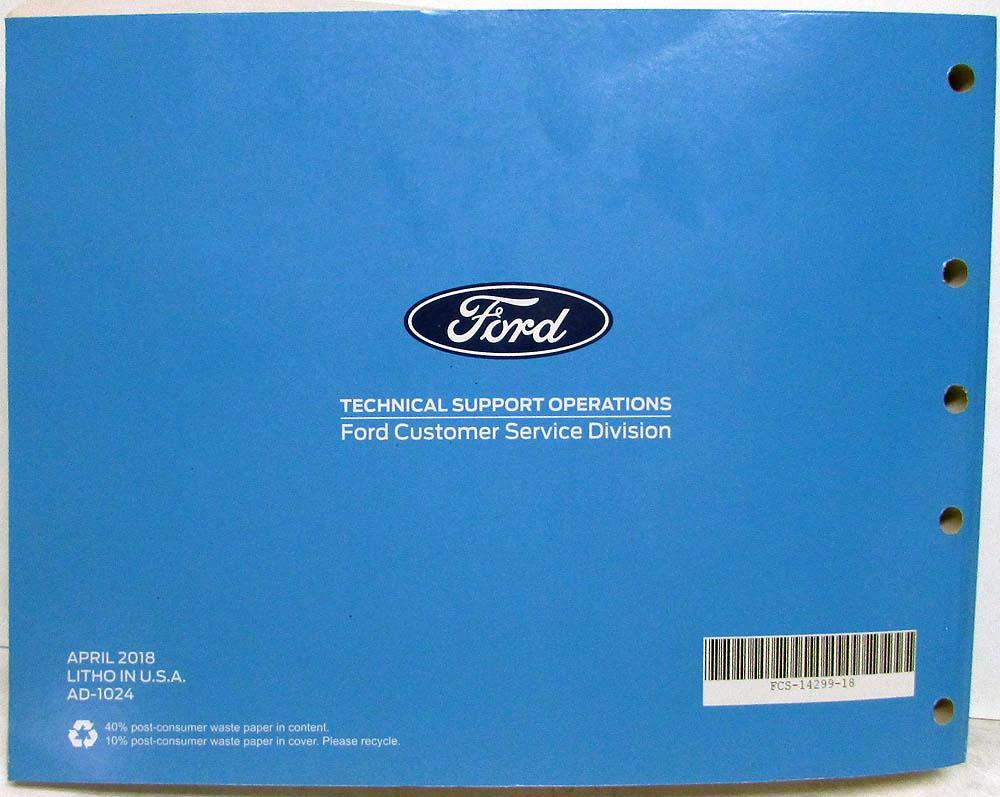 Ford
TECHNICAL SUPPORT OPERATIONS
Ford Customer Service Division
APRIL 2018
LITHO IN U.S.A.
AD-1024
40% post-consumer waste paper in content.
10% post-consumer waste paper in cover. Please recycle.
FCS-14299-18